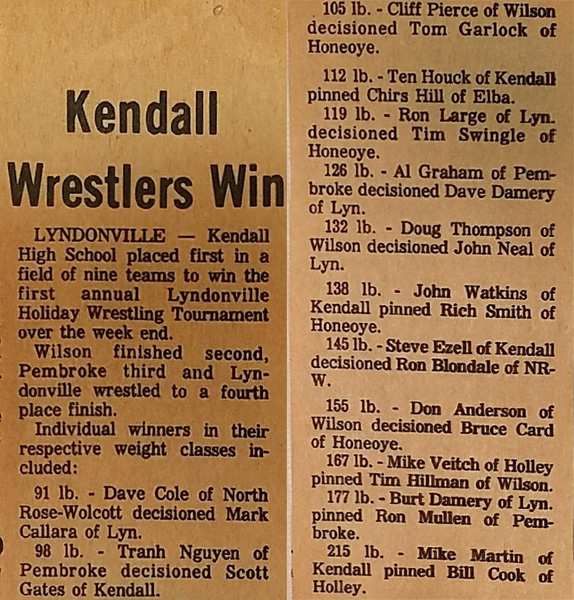 Kendall
Wrestlers Win
LYNDONVILLE — Kendall
High School placed first in a
field of nine teams to win the
first annual Lyndonville
Holiday Wrestling Tournament
over the week end.
Wilson finished second,
Pembroke third and Lyn-
donville wrestled to a fourth
place finish.
Individual winners in their
respective weight classes in-
cluded:
91 lb. - Dave Cole of North
Rose-Wolcott decisioned Mark
Callara of Lyn.
98 lb. - Tranh Nguyen of
Pembroke decisioned Scott
Gates of Kendall.
105 lb. - Cliff Pierce of Wilson
decisioned Tom Garlock of
Honeoye.
112 lb. - Ten Houck of Kendall
pinned Chirs Hill of Elba.
119 lb. - Ron Large of Lyn.
decisioned Tim Swingle of
Honeoye.
126 lb. - Al Graham of Pem-
broke decisioned Dave Damery
of Lyn.
132 lb. - Doug Thompson of
Wilson decisioned John Neal of
Lyn.
138 lb. - John Watkins of
Kendall pinned Rich Smith of
Honeoye.
145 lb. - Steve Ezell of Kendall
decisioned Ron Blondale of NR-
W.
155 lb. - Don Anderson of
Wilson decisioned Bruce Card
of Honeoye.
167 lb. - Mike Veitch of Holley
pinned Tim Hillman of Wilson.
177 lb. - Burt Damery of Lyn.
pinned Ron Mullen of Pem-
broke.
215 lb. - Mike Martin of
Kendall pinned Bill Cook of
Holley.